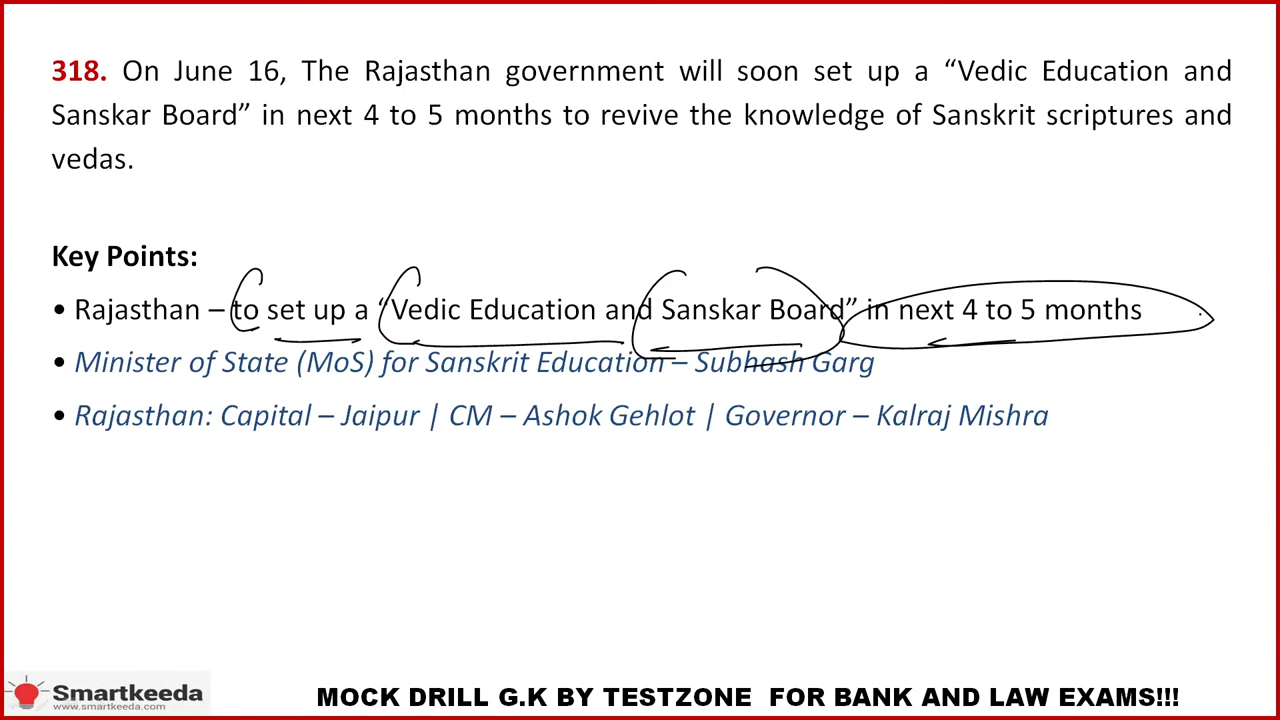 318. On June 16, The Rajasthan government will soon set up a “Vedic Education and
Sanskar Board” in next 4 to 5 months to revive the knowledge of Sanskrit scriptures and
vedas.
Key Points:
• Rajasthan – to set up a “Vedic Education and Sanskar Board” in next 4 to 5 months
• Minister of State (MoS) for Sanskrit Education – Subhash Garg
• Rajasthan: Capital – Jaipur | CM – Ashok Gehlot | Governor – Kalraj Mishra
Smartkeeda
www.smartkeeda.com
MOCK DRILL G.K BY TESTZONE FOR BANK AND LAW EXAMS!!!